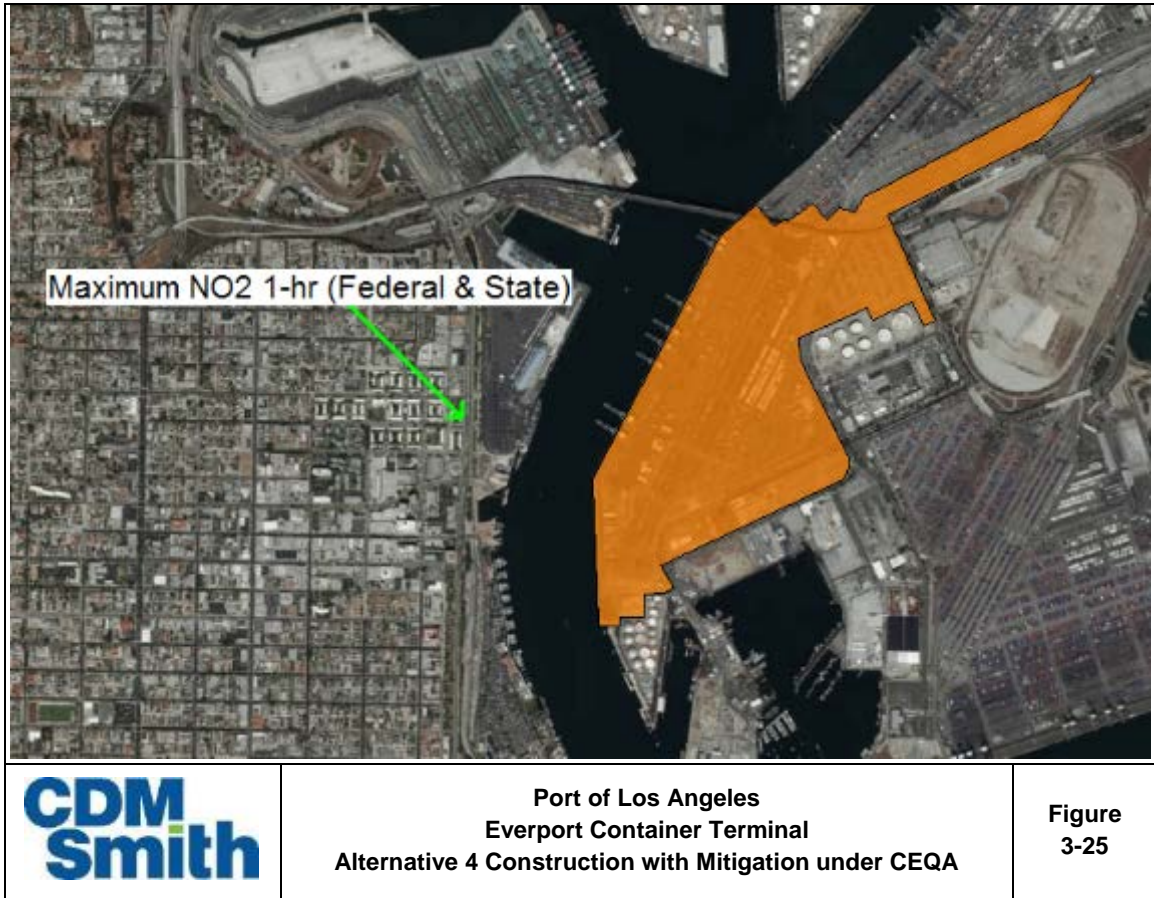 Maximum NO2 1-hr (Federal & State)
CDM
Smith
Port of Los Angeles
Everport Container Terminal
Alternative 4 Construction with Mitigation under CEQA
Figure
3-25